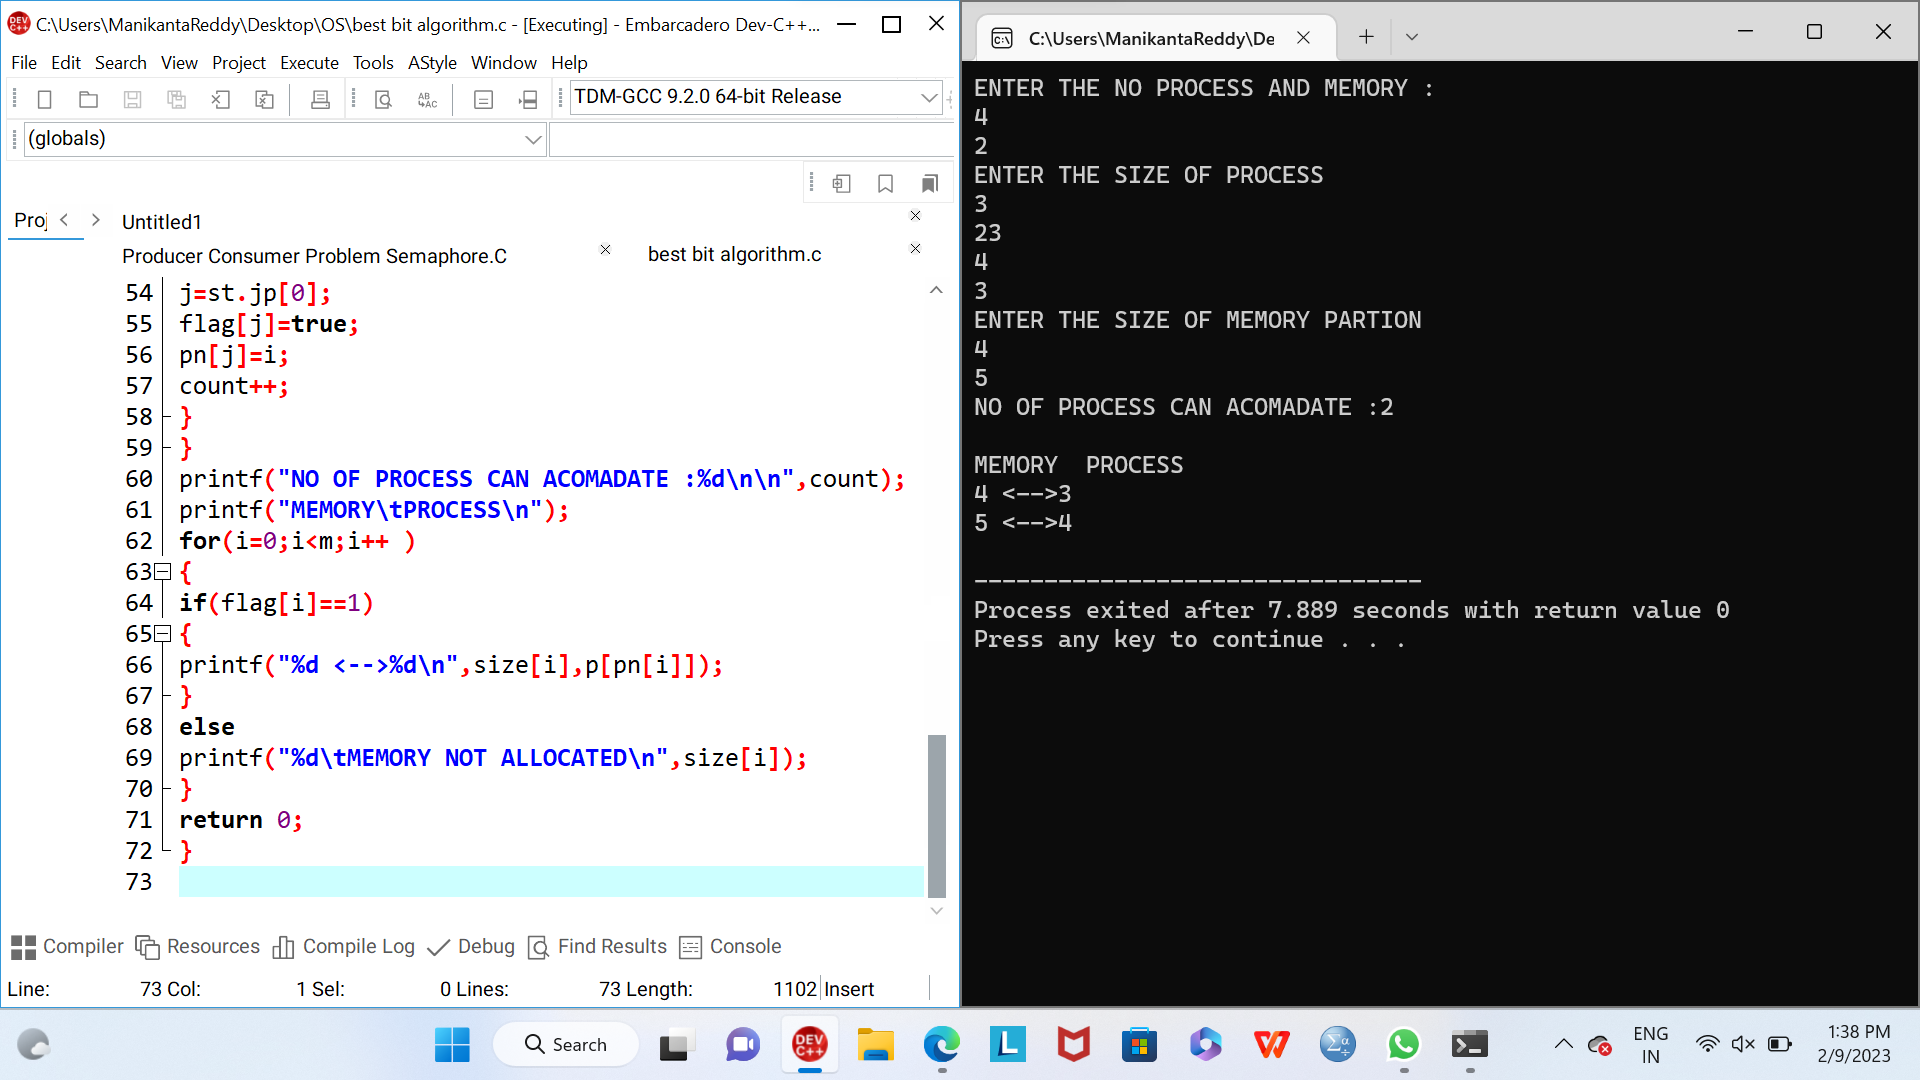 C:\Users\ManikantaReddy\Desktop\OS\best bit algorithm.c - [Executing] - Embarcadero Dev-C++...
File Edit Search View Project Execute Tools AStyle Window Help
TDM-GCC 9.2.0 64-bit Release
(globals)
Proj
Untitled1
Producer Consumer Problem Semaphore.C
best bit algorithm.c
54 j=st.jp[0];
55 flag[j]=true;
56 pn[j]=i;
57 count++;
58 }
59 }
60 printf("NO OF PROCESS CAN ACOMADATE :%d\n\n",count);
61 printf("MEMORY\tPROCESS\n");
62 for(i=0;i<m;i++ )
63 {
64 if(flag[i]==1)
65 {
66 printf("%d <-->%d\n",size[i],p[pn[i]]);
67 }
68 else
69 printf("%d\tMEMORY NOT ALLOCATED\n",size[i]);
70 }
71 return 0;
72 }
73
Compiler Resources Compile Log Debug Find Results Console
Line: 73 Col: 1 Sel: 0 Lines: 73 Length: 1102 Insert
C:\Users\ManikantaReddy\De
ENTER THE NO PROCESS AND MEMORY :
4
2
ENTER THE SIZE OF PROCESS
3
23
4
3
ENTER THE SIZE OF MEMORY PARTION
4
5
NO OF PROCESS CAN ACOMADATE :2
MEMORY PROCESS
4 <-->3
5 <-->4
--------------------------------
Process exited after 7.889 seconds with return value 0
Press any key to continue . . .
Search
DEV C++
L
ENG
IN
1:38 PM
2/9/2023